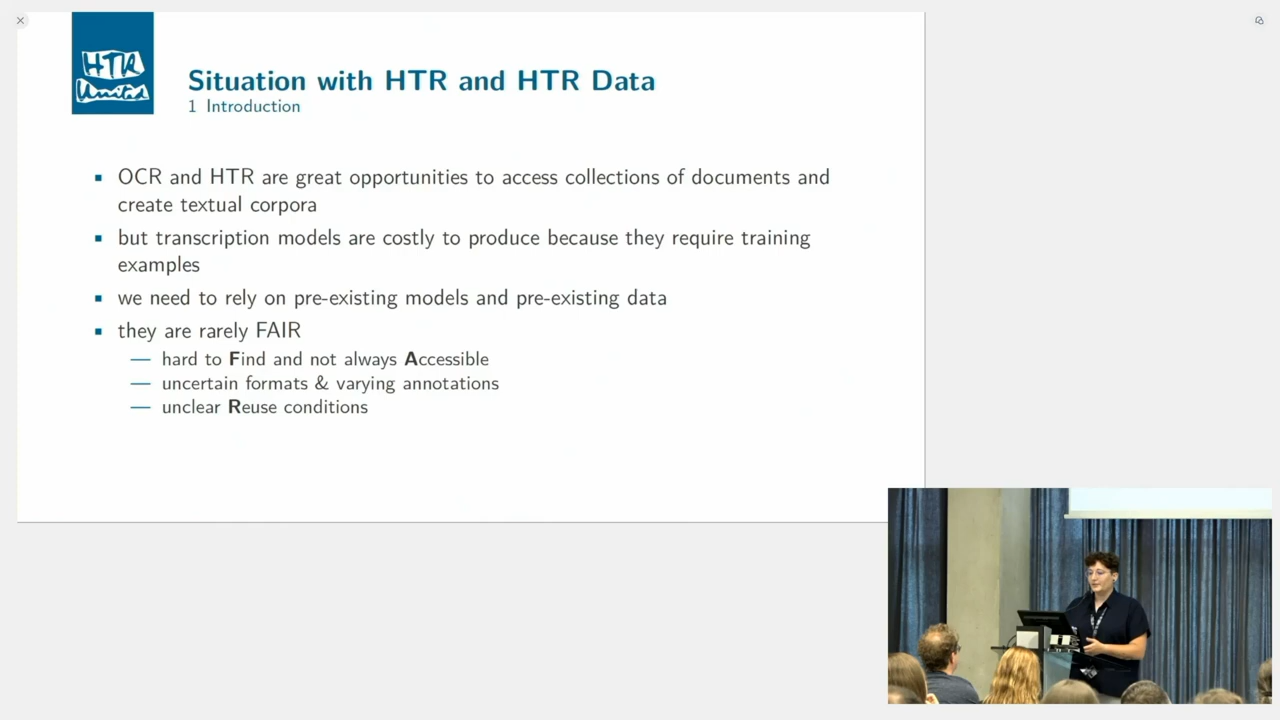 HTR
United
Situation with HTR and HTR Data
1 Introduction
▪ OCR and HTR are great opportunities to access collections of documents and
create textual corpora
▪ but transcription models are costly to produce because they require training
examples
▪ we need to rely on pre-existing models and pre-existing data
▪ they are rarely FAIR
— hard to Find and not always Accessible
— uncertain formats & varying annotations
— unclear Reuse conditions